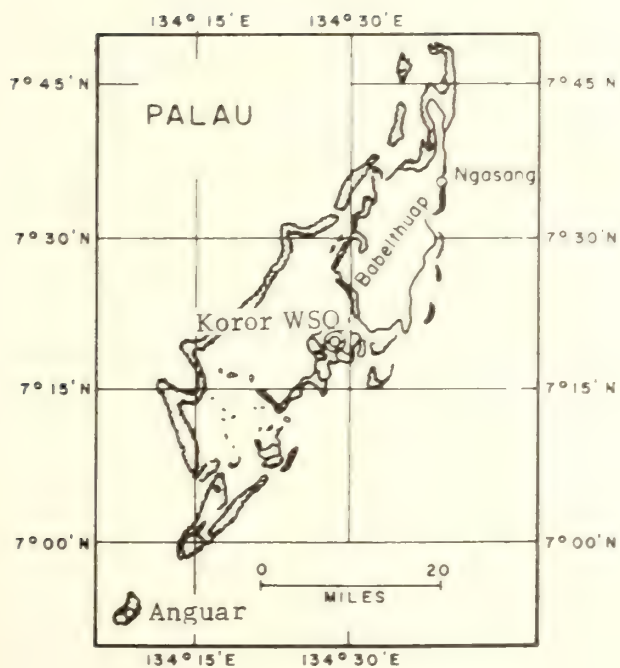 134° 15' E 134° 30' E
7° 45' N 7° 45' N
PALAU
Ngasang
Babelthuap
7° 30' N 7° 30' N
Koror WSO
7° 15' N 7° 15' N
7° 00' N 7° 00' N
0 20
MILES
Anguar
134° 15' E 134° 30' E